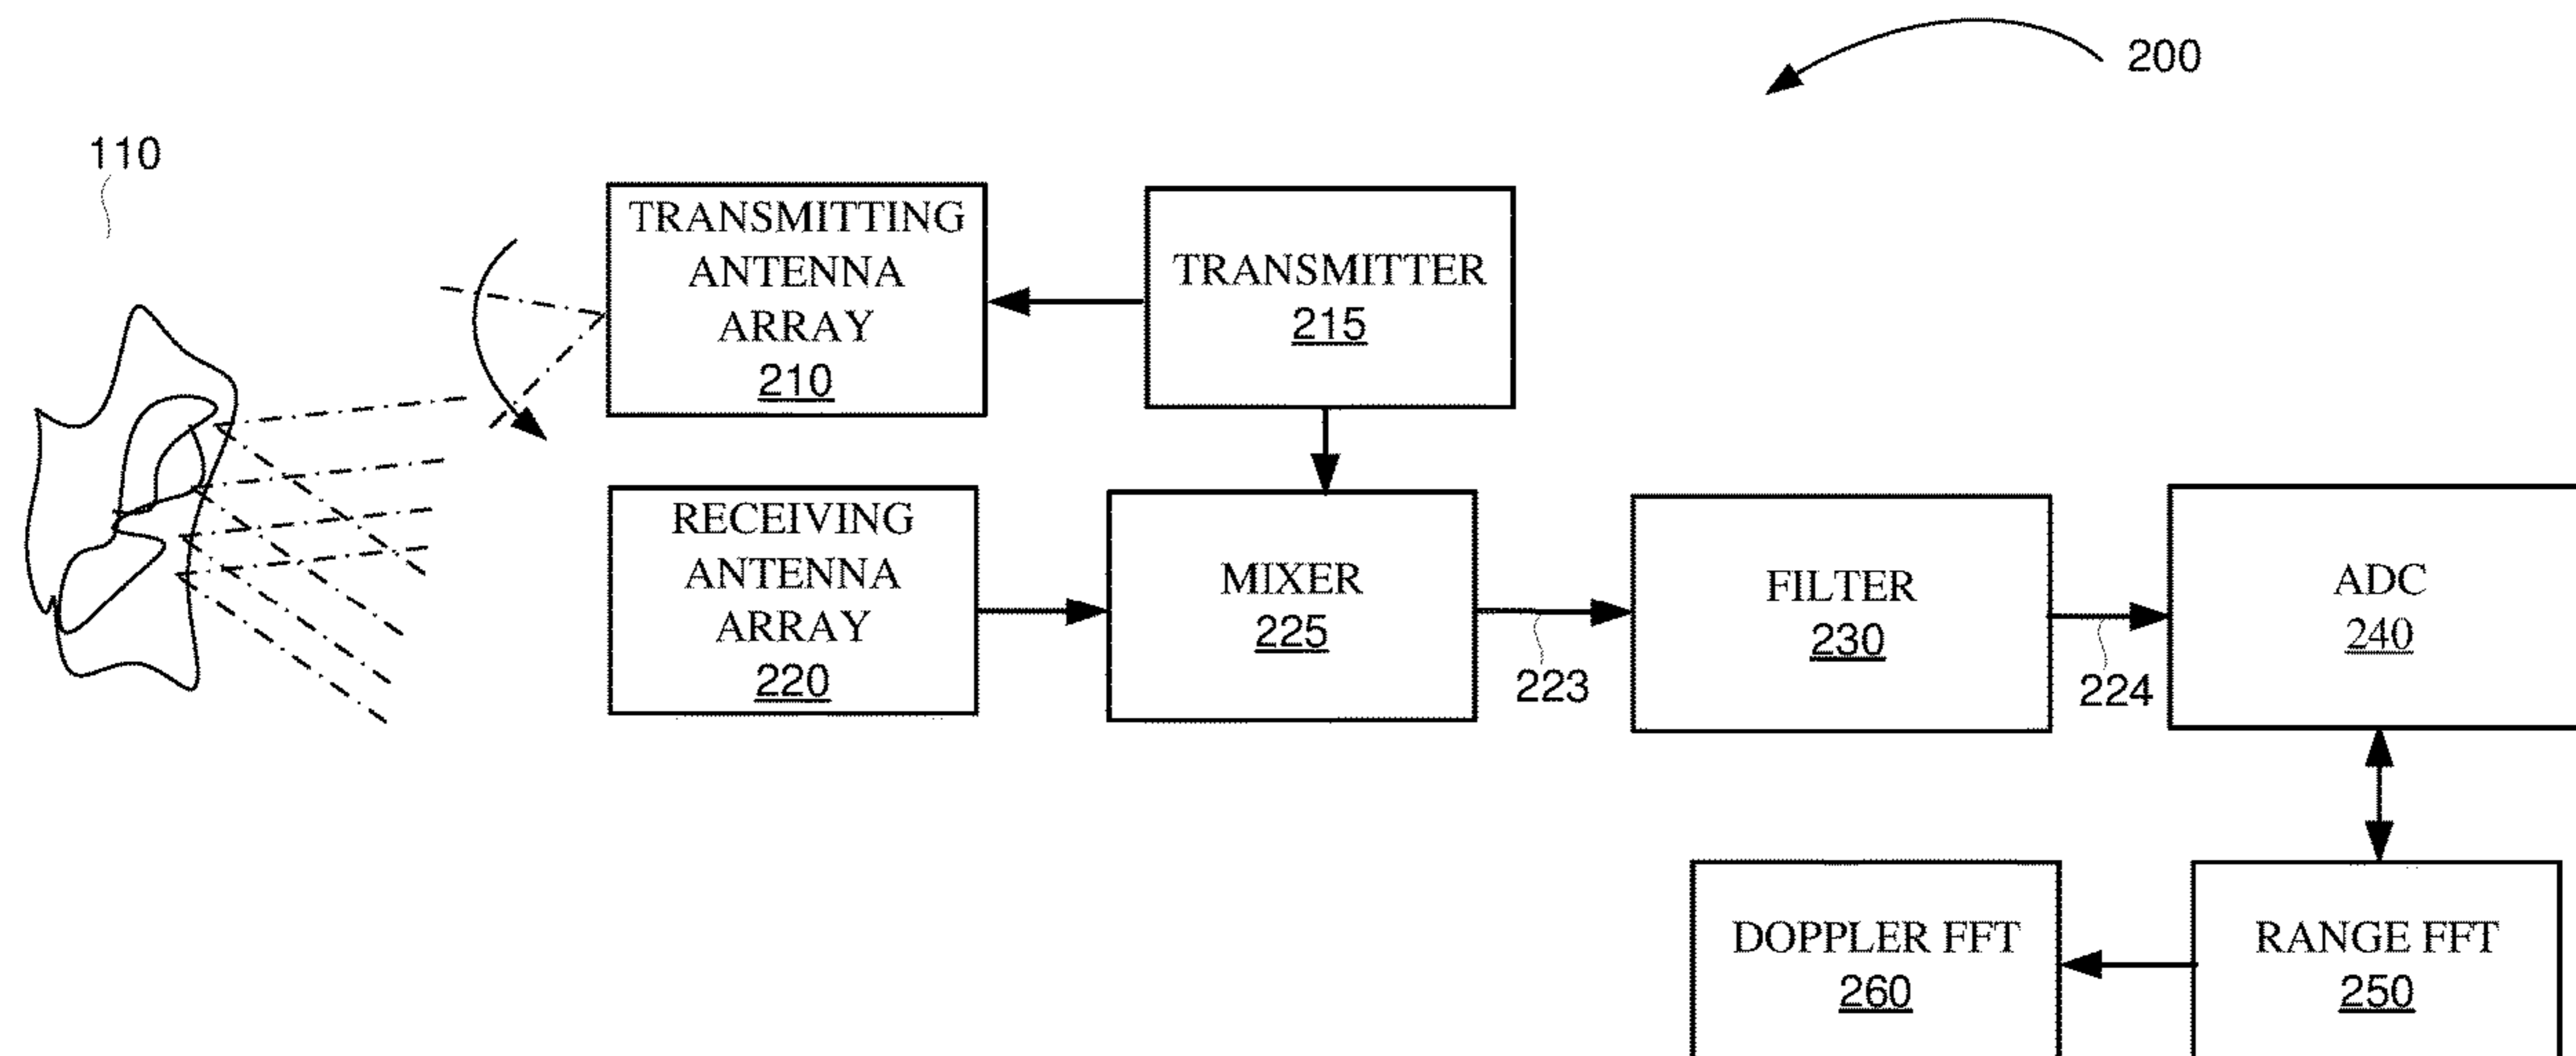 200
110
TRANSMITTING
ANTENNA
ARRAY
210
TRANSMITTER
215
RECEIVING
ANTENNA
ARRAY
220
MIXER
225
223
FILTER
230
224
ADC
240
DOPPLER FFT
260
RANGE FFT
250